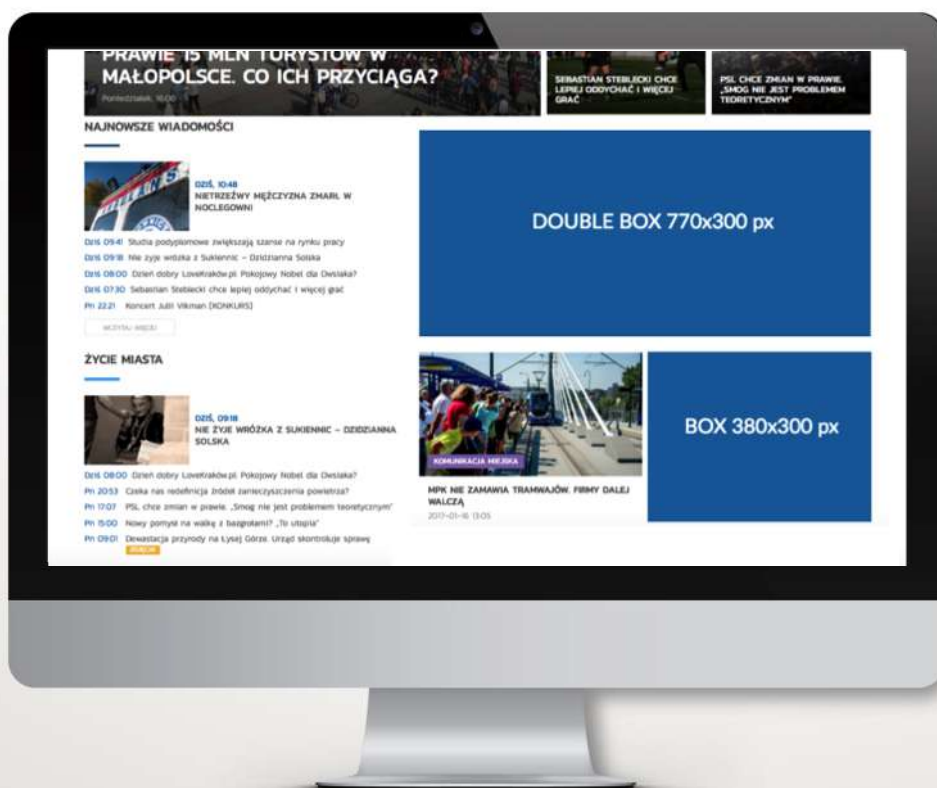 PRAWIE 15 MLN TURYSTÓW W
MAŁOPOLSCE. CO ICH PRZYCIĄGA?
Poniedziałek, 16:00
SEBASTIAN STEBLECKI CHCE
LEPIEJ ODDYCHAĆ I WIĘCEJ
GRAĆ
PSL CHCE ZMIAN W PRAWIE.
„SMOG NIE JEST PROBLEMEM
TEORETYCZNYM”
NAJNOWSZE WIADOMOŚCI
DZIŚ, 10:48
NIETRZEŹWY MĘŻCZYZNA ZMARŁ W
NOCLEGOWNI
Dziś 09:41 Studia podyplomowe zwiększają szanse na rynku pracy
Dziś 09:18 Nie żyje wróżka z Sukiennic – Dzidzianna Solska
Dziś 08:00 Dzień dobry LoveKraków.pl. Pokojowy Nobel dla Owsiaka?
Dziś 07:30 Sebastian Steblecki chce lepiej oddychać i więcej grać
Pn 22:21 Koncert Julii Vikman [KONKURS]
WCZYTAJ WIĘCEJ
DOUBLE BOX 770x300 px
ŻYCIE MIASTA
DZIŚ, 09:18
NIE ŻYJE WRÓŻKA Z SUKIENNIC – DZIDZIANNA
SOLSKA
Dziś 08:00 Dzień dobry LoveKraków.pl. Pokojowy Nobel dla Owsiaka?
Pn 20:53 Czeka nas redefinicja źródeł zanieczyszczenia powietrza?
Pn 17:07 PSL chce zmian w prawie. „Smog nie jest problemem teoretycznym”
Pn 15:00 Nowy pomysł na walkę z bazgrołami? „To utopia”
Pn 09:01 Dewastacja przyrody na Łysej Górze. Urząd skontroluje sprawę
ZDJĘCIA
KOMUNIKACJA MIEJSKA
MPK NIE ZAMAWIA TRAMWAJÓW. FIRMY DALEJ
WALCZĄ
2017-01-16 13:05
BOX 380x300 px